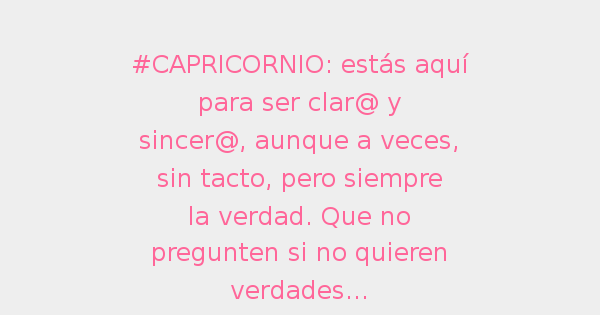 #CAPRICORNIO: estás aquí
para ser clar@ y
sincer@, aunque a veces,
sin tacto, pero siempre
la verdad. Que no
pregunten si no quieren
verdades...